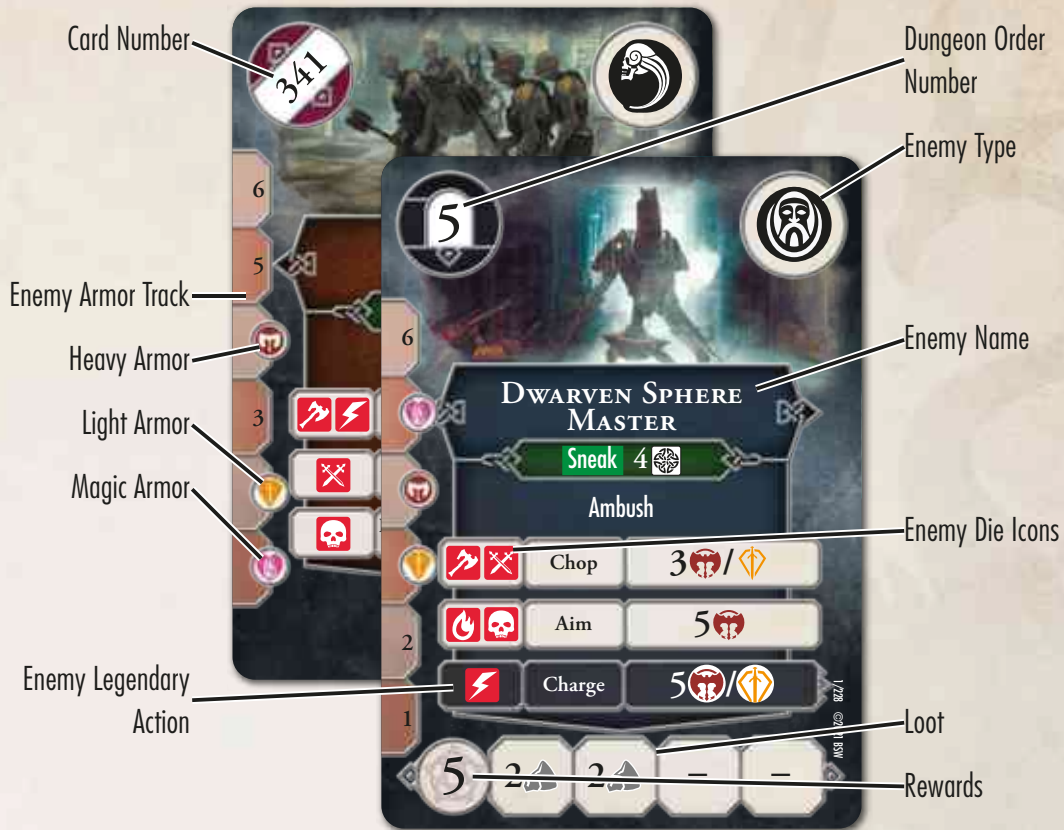 Card Number
341
Dungeon Order
Number
Enemy Type
5
6
5
Enemy Armor Track
Heavy Armor
3
Light Armor
Magic Armor
6
Enemy Name
Dwarven Sphere
Master
Sneak 4
Ambush
Enemy Die Icons
Chop 3 /
Aim 5
2
Enemy Legendary
Action
Charge 5 /
1
1/228
Loot
5 2 2 – –
Rewards